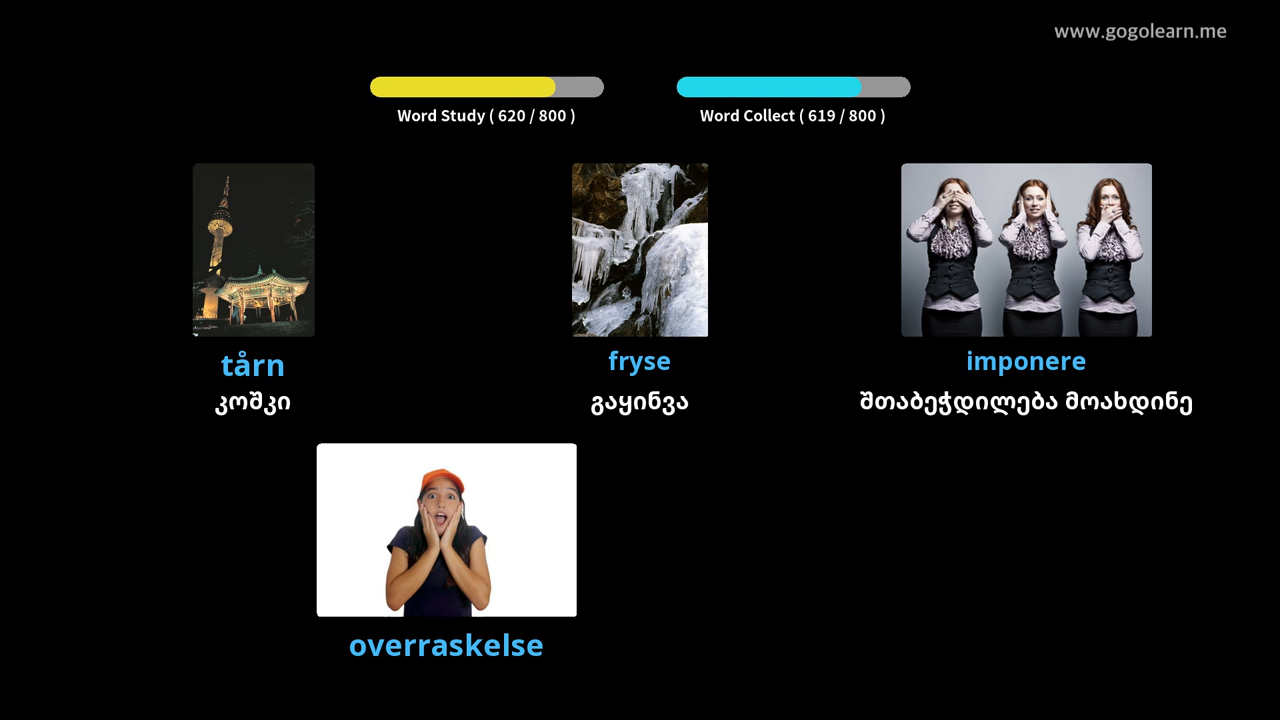 www.gogolearn.me
Word Study ( 620 / 800 )
Word Collect ( 619 / 800 )
tårn
fryse
imponere
კოშკი
გაყინვა
შთაბეჭდილება მოახდინე
overraskelse